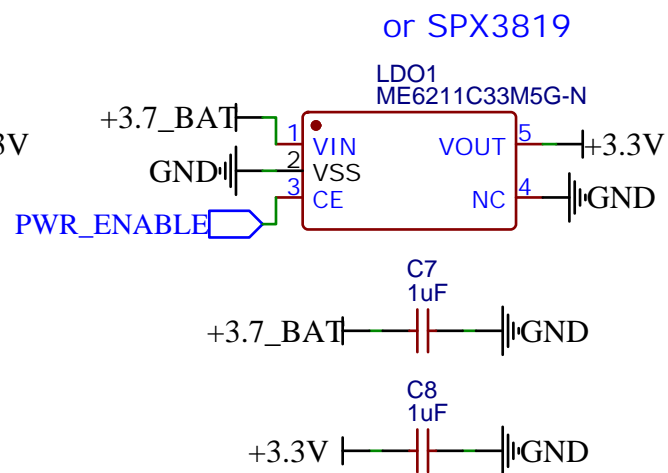 or SPX3819
LDO1
ME6211C33M5G-N
+3.7_BAT
1
VIN
VOUT
5
+3.3V
3V
GND
2
VSS
3
CE
NC
4
GND
PWR_ENABLE
C7
1uF
+3.7_BAT
GND
C8
1uF
+3.3V
GND